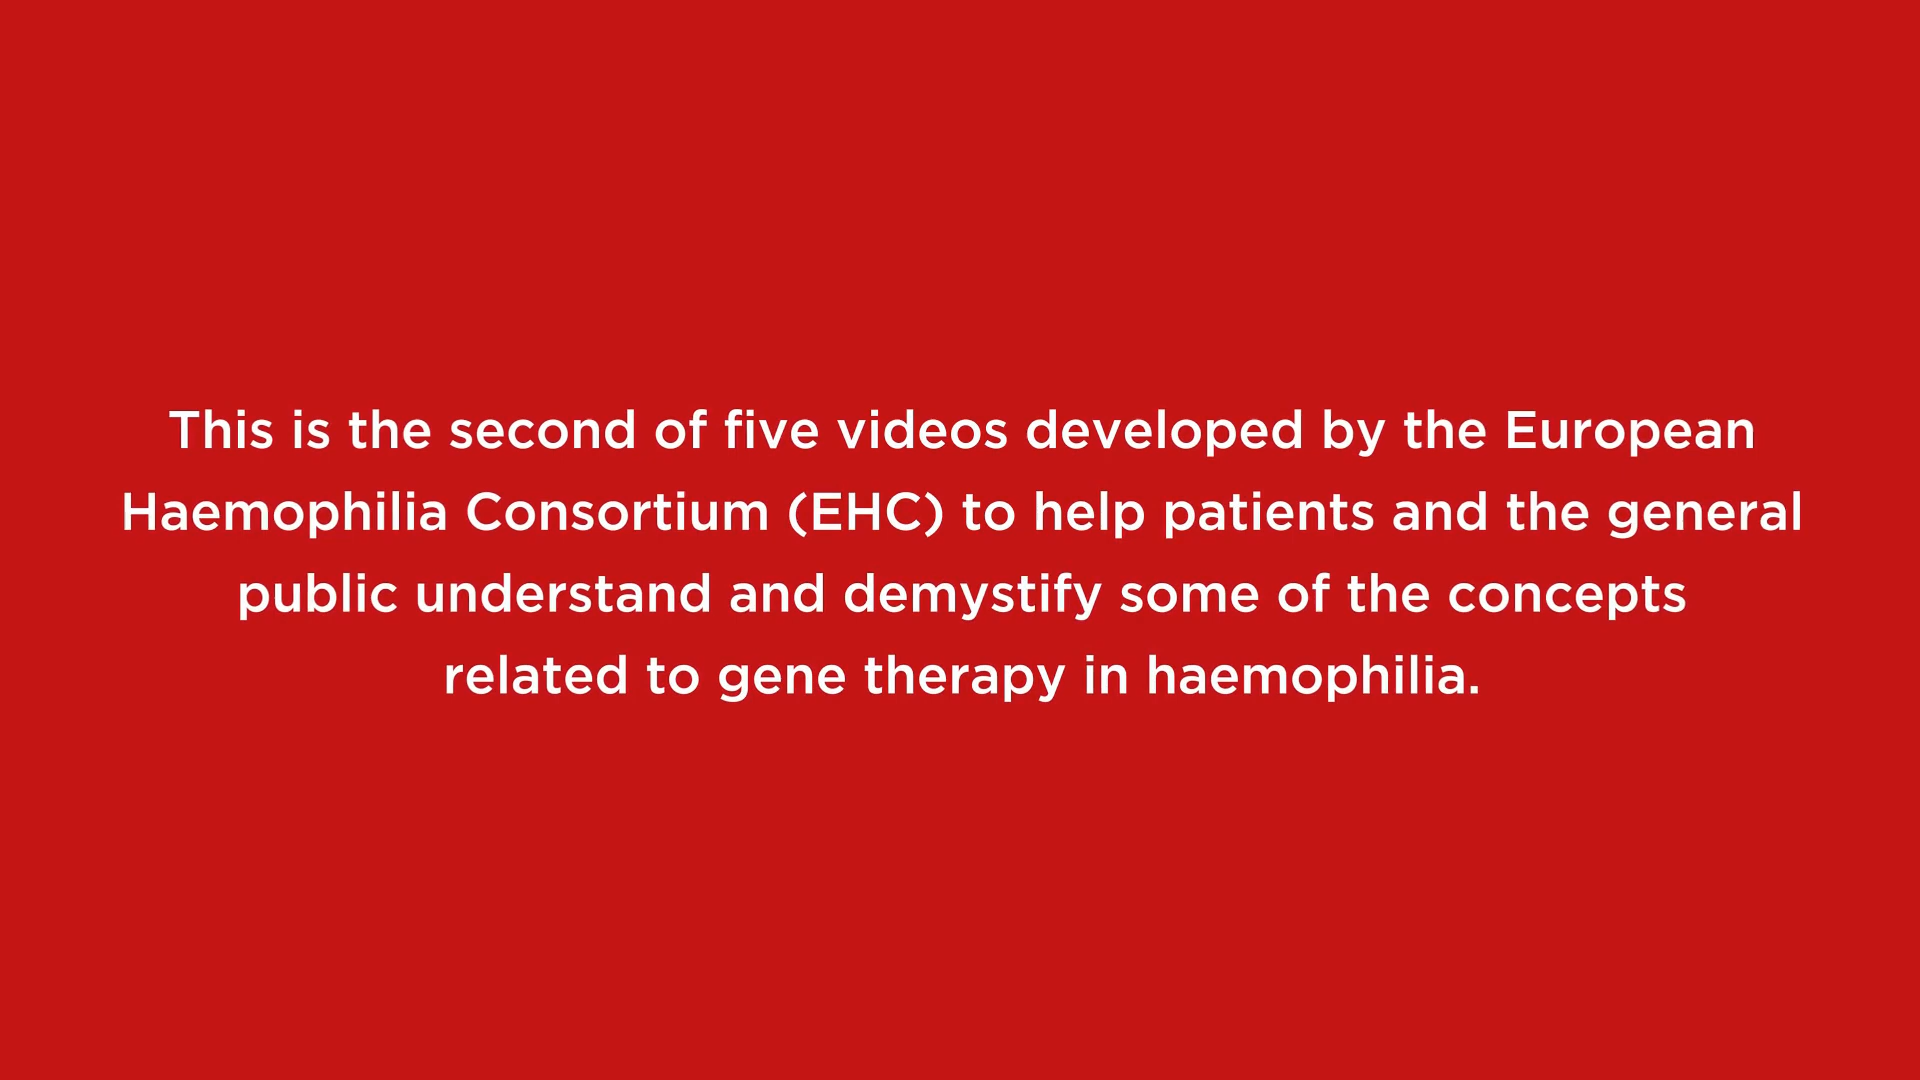 This is the second of five videos developed by the European
Haemophilia Consortium (EHC) to help patients and the general
public understand and demystify some of the concepts
related to gene therapy in haemophilia.